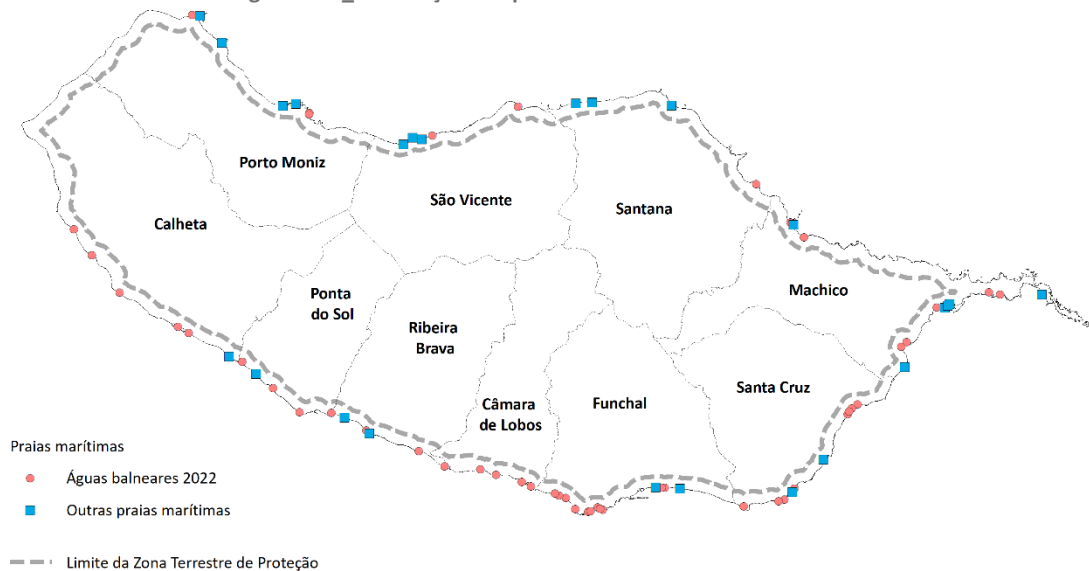 Porto Moniz
São Vicente
Santana
Calheta
Machico
Ponta
do Sol
Ribeira
Brava
Santa Cruz
Câmara
de Lobos
Funchal
Praias marítimas
Águas balneares 2022
Outras praias marítimas
Limite da Zona Terrestre de Proteção